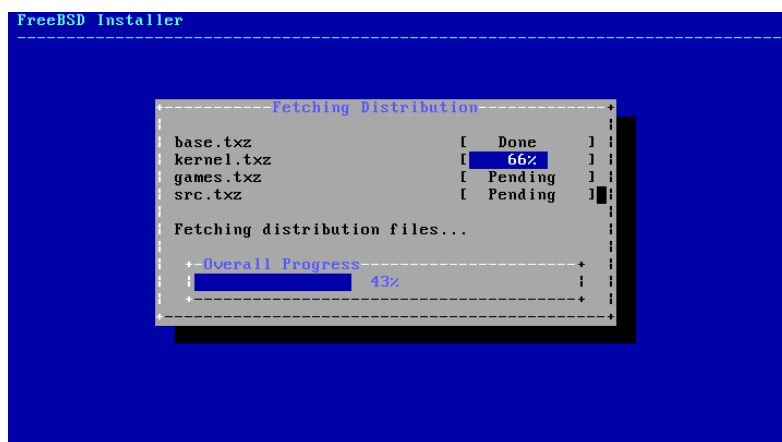 FreeBSD Installer
Fetching Distribution
base.txz [ Done ]
kernel.txz [ 66% ]
games.txz [ Pending ]
src.txz [ Pending ]
Fetching distribution files...
Overall Progress
43%